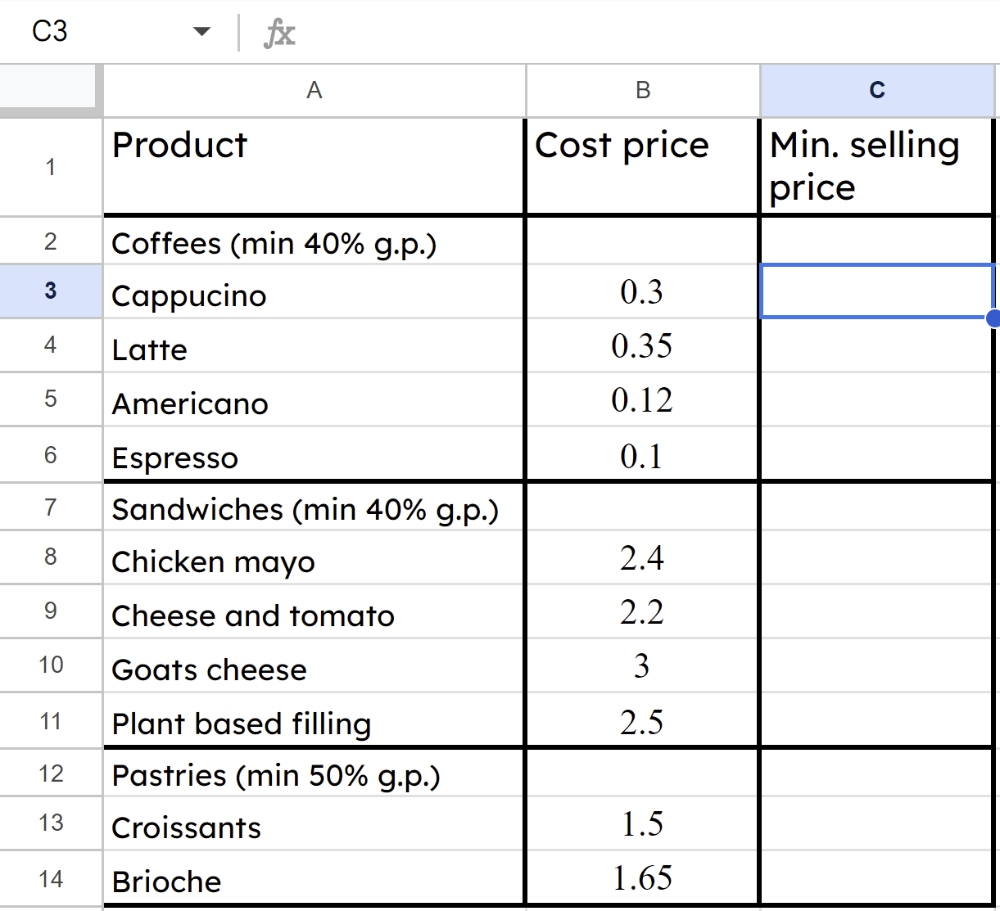 C3 fx
A B C
1 Product Cost price Min. selling
price
2 Coffees (min 40% g.p.)
3 Cappucino 0.3
4 Latte 0.35
5 Americano 0.12
6 Espresso 0.1
7 Sandwiches (min 40% g.p.)
8 Chicken mayo 2.4
9 Cheese and tomato 2.2
10 Goats cheese 3
11 Plant based filling 2.5
12 Pastries (min 50% g.p.)
13 Croissants 1.5
14 Brioche 1.65